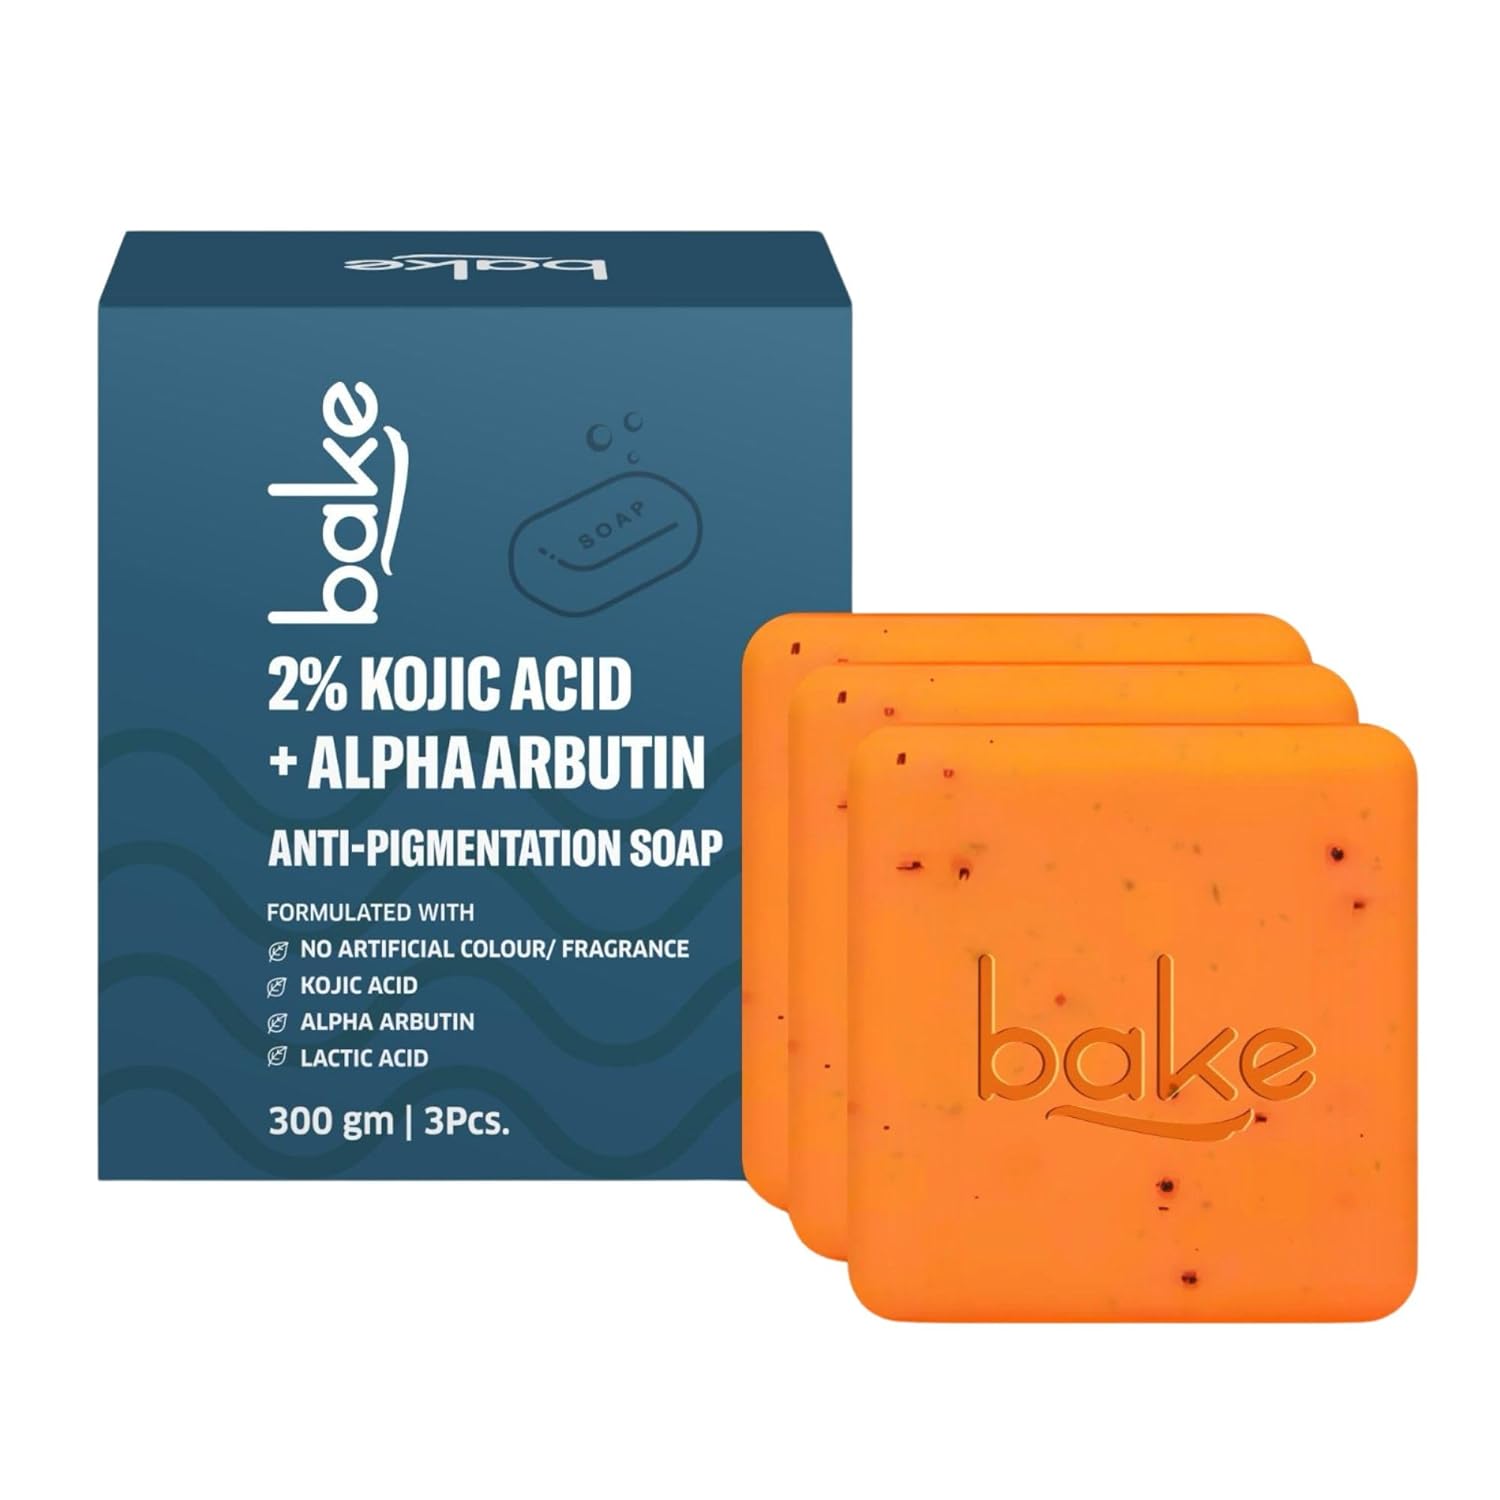 bake
bake
SOAP
2% KOJIC ACID
+ ALPHA ARBUTIN
ANTI-PIGMENTATION SOAP
FORMULATED WITH
NO ARTIFICIAL COLOUR/ FRAGRANCE
KOJIC ACID
ALPHA ARBUTIN
LACTIC ACID
300 gm | 3Pcs.
bake